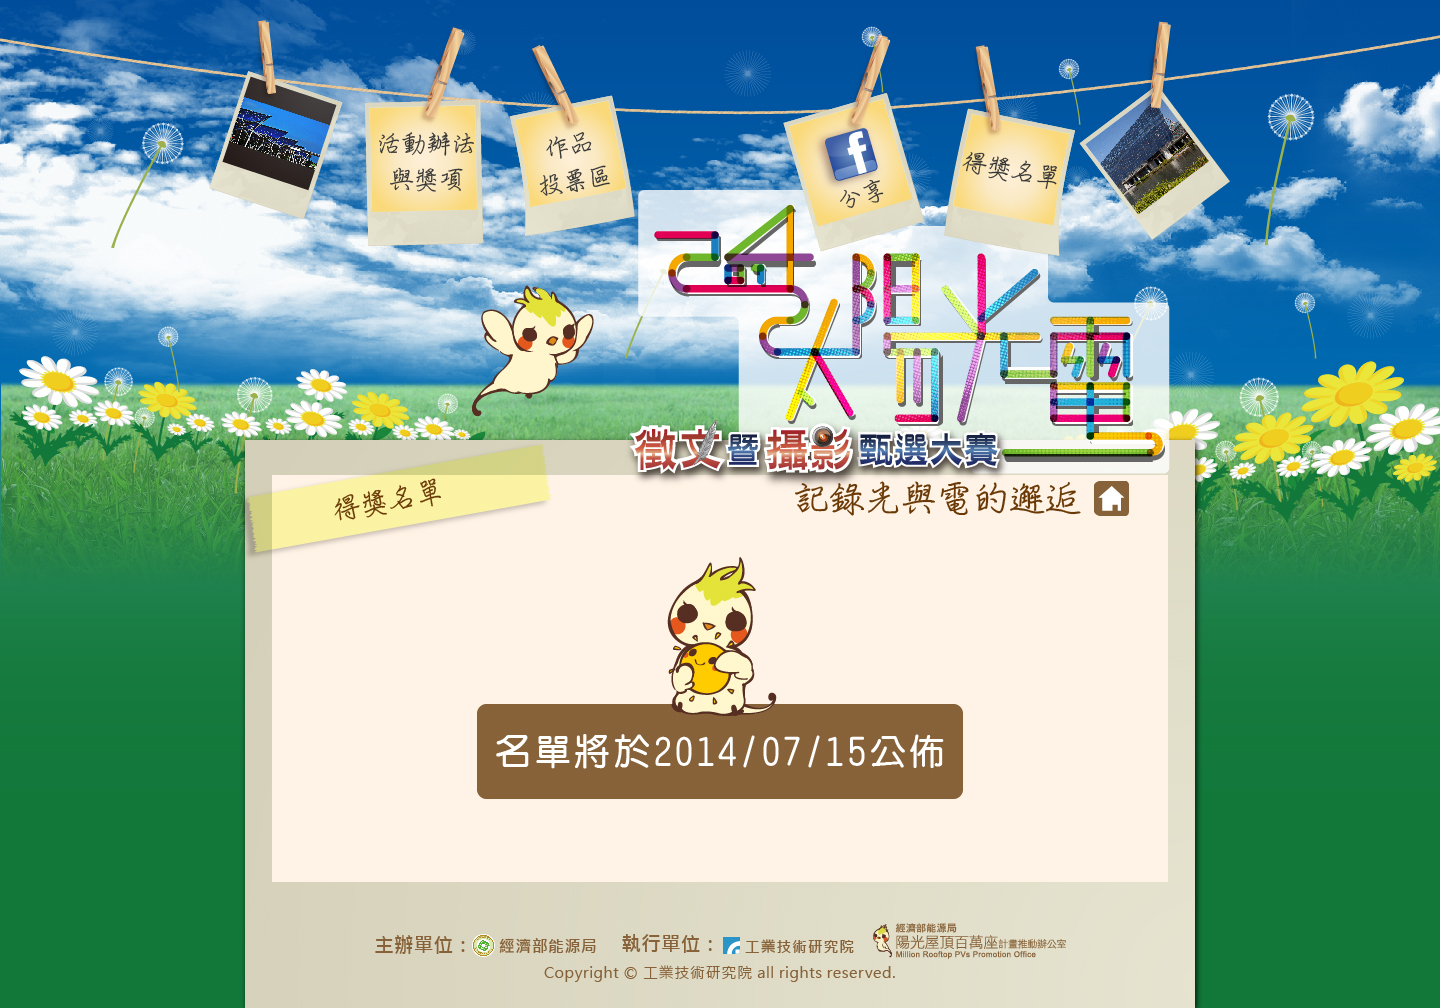 活動辦法
與獎項
作品
投票區
分享
得獎名單
當陽光
電
徵文暨攝影甄選大賽
得獎名單
記錄光與電的邂逅
名單將於2014/07/15公佈
主辦單位：經濟部能源局
執行單位：工業技術研究院
經濟部能源局
陽光屋頂百萬座計畫推動辦公室
Million Rooftop PVs Promotion Office
Copyright © 工業技術研究院 all rights reserved.